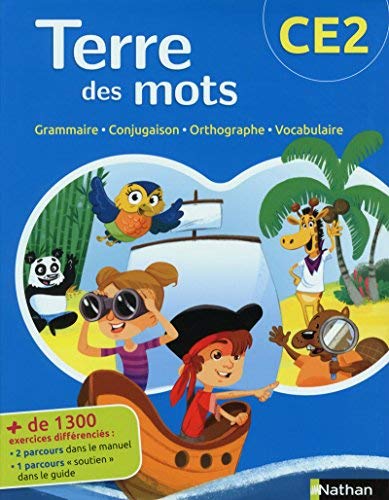 CE2
Terre
des mots
Grammaire • Conjugaison • Orthographe • Vocabulaire
+ de 1300
exercices différenciés :
• 2 parcours dans le manuel
• 1 parcours « soutien »
dans le guide
Nathan